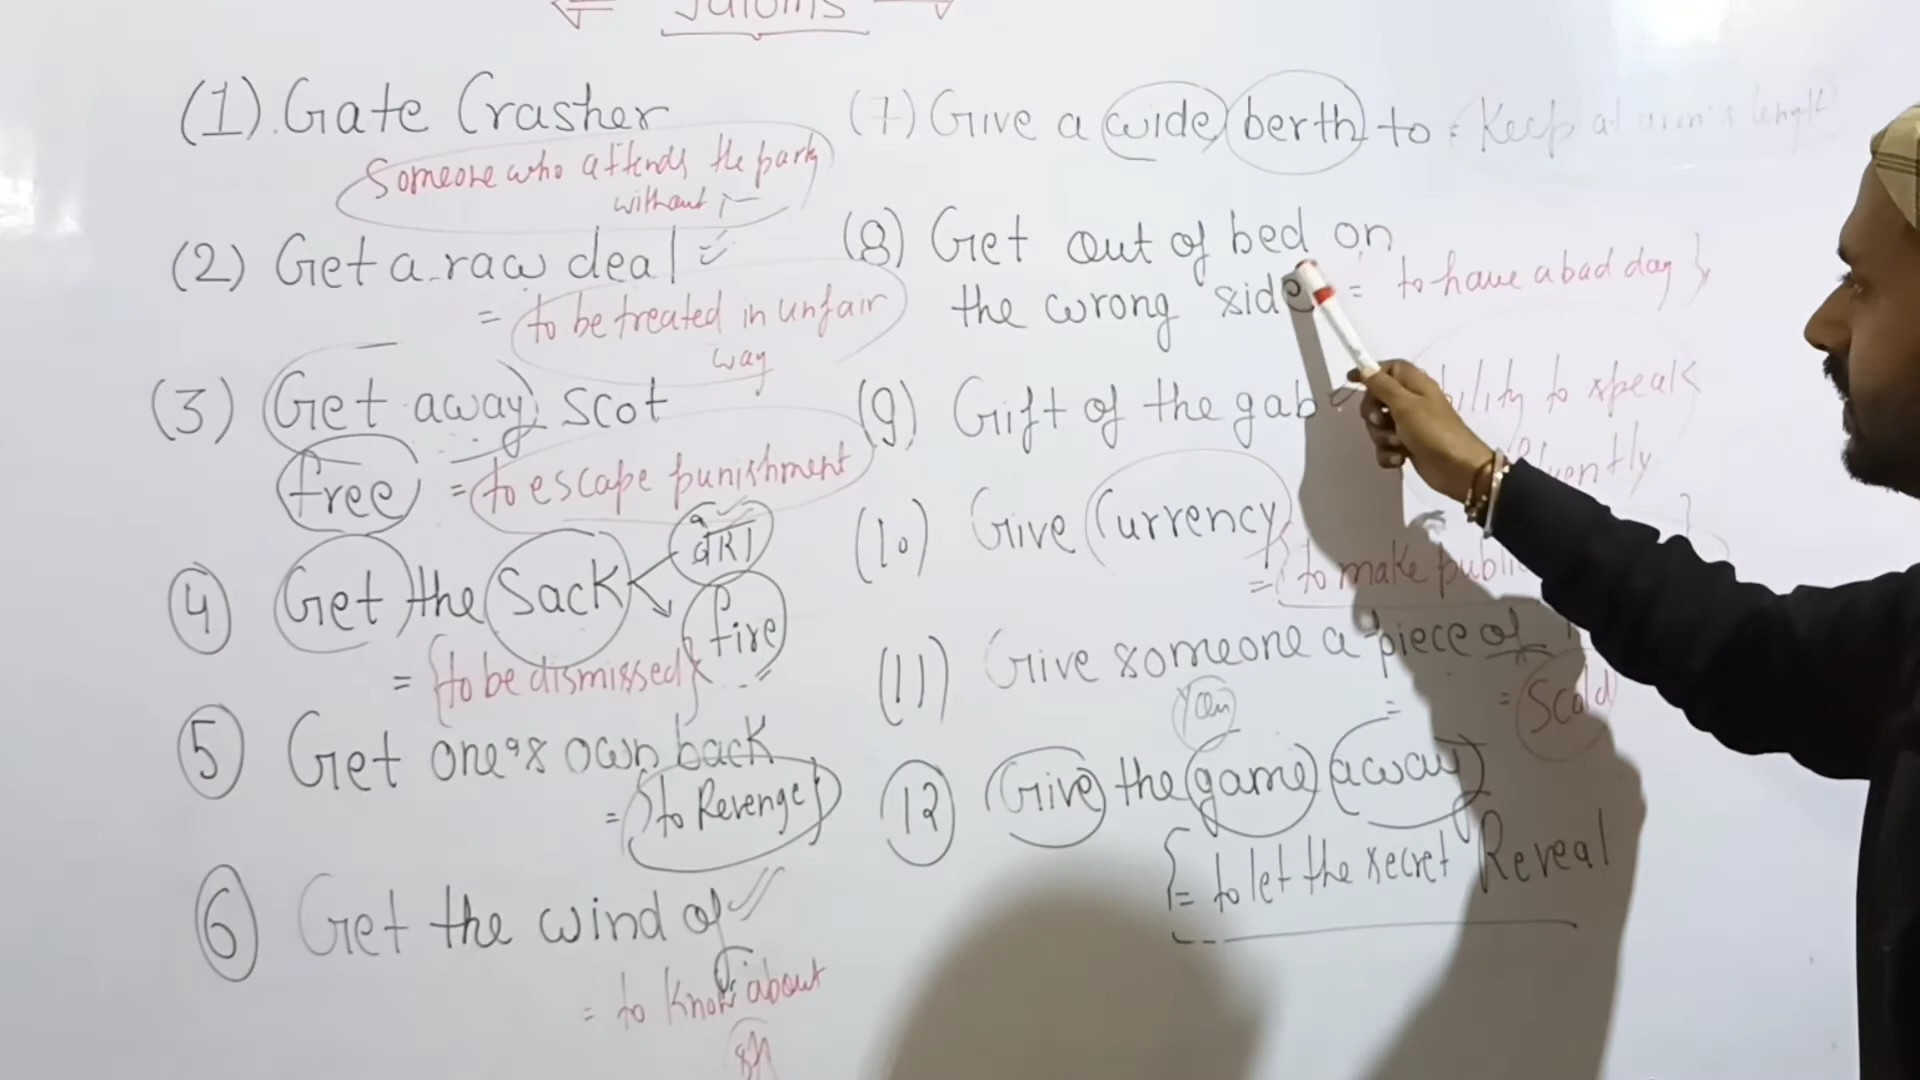 Idioms
(1). Gate Crasher
Someone who attends the party
without
(2) Get a raw deal
= to be treated in unfair
way
(3) Get away scot
free = to escape punishment
4 Get the Sack
बोरा
fire
= {to be dismissed}
5 Get one's own back
= to Revenge
6 Get the wind of
= to Know about
(7) Give a wide berth to = Keep at arm's length
(8) Get out of bed on
the wrong side = to have a bad day }
(9) Gift of the gab
to speak
(10) Give Currency
= to make public
(11) Give someone a piece of
= Scold
12 Give the game away
{= to let the secret Reveal